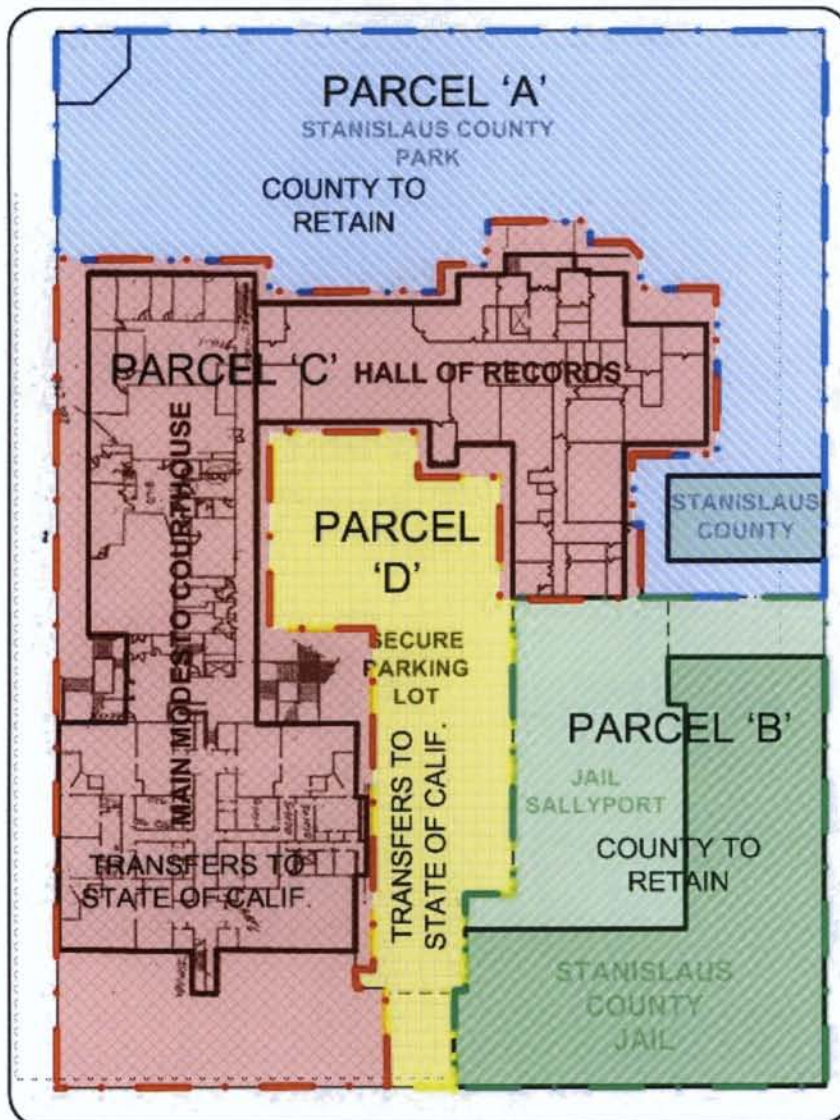 PARCEL 'A'
STANISLAUS COUNTY
PARK
COUNTY TO
RETAIN
PARCEL 'C'
HALL OF RECORDS
MAIN MODESTO COURTHOUSE
PARCEL
'D'
STANISLAUS
COUNTY
SECURE
PARKING
LOT
TRANSFERS TO
STATE OF CALIF.
PARCEL 'B'
JAIL
SALLYPORT
COUNTY TO
RETAIN
TRANSFERS TO
STATE OF CALIF.
STANISLAUS
COUNTY
JAIL